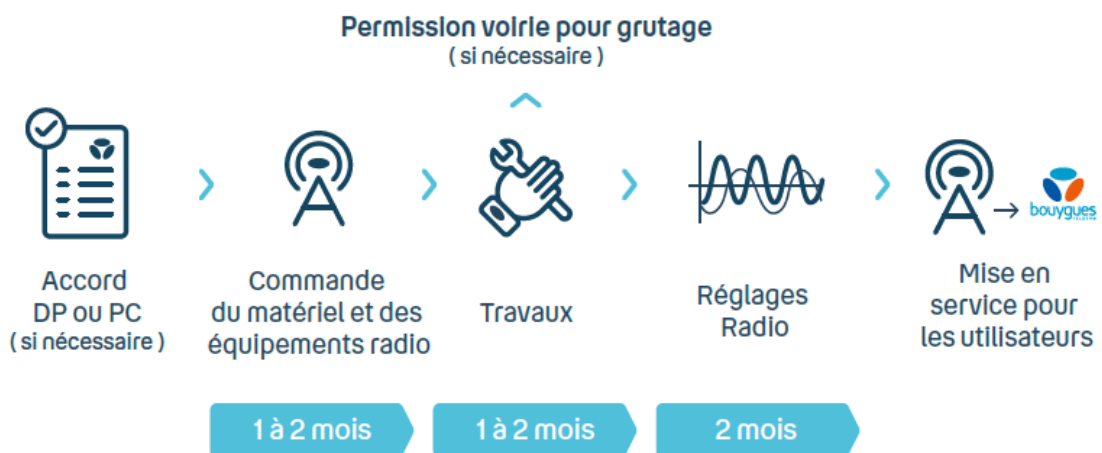 Permission voirie pour grutage
( si nécessaire )
Accord
DP ou PC
( si nécessaire )
Commande
du matériel et des
équipements radio
Travaux
Réglages
Radio
bouygues
TELECOM
Mise en
service pour
les utilisateurs
1 à 2 mois
1 à 2 mois
2 mois